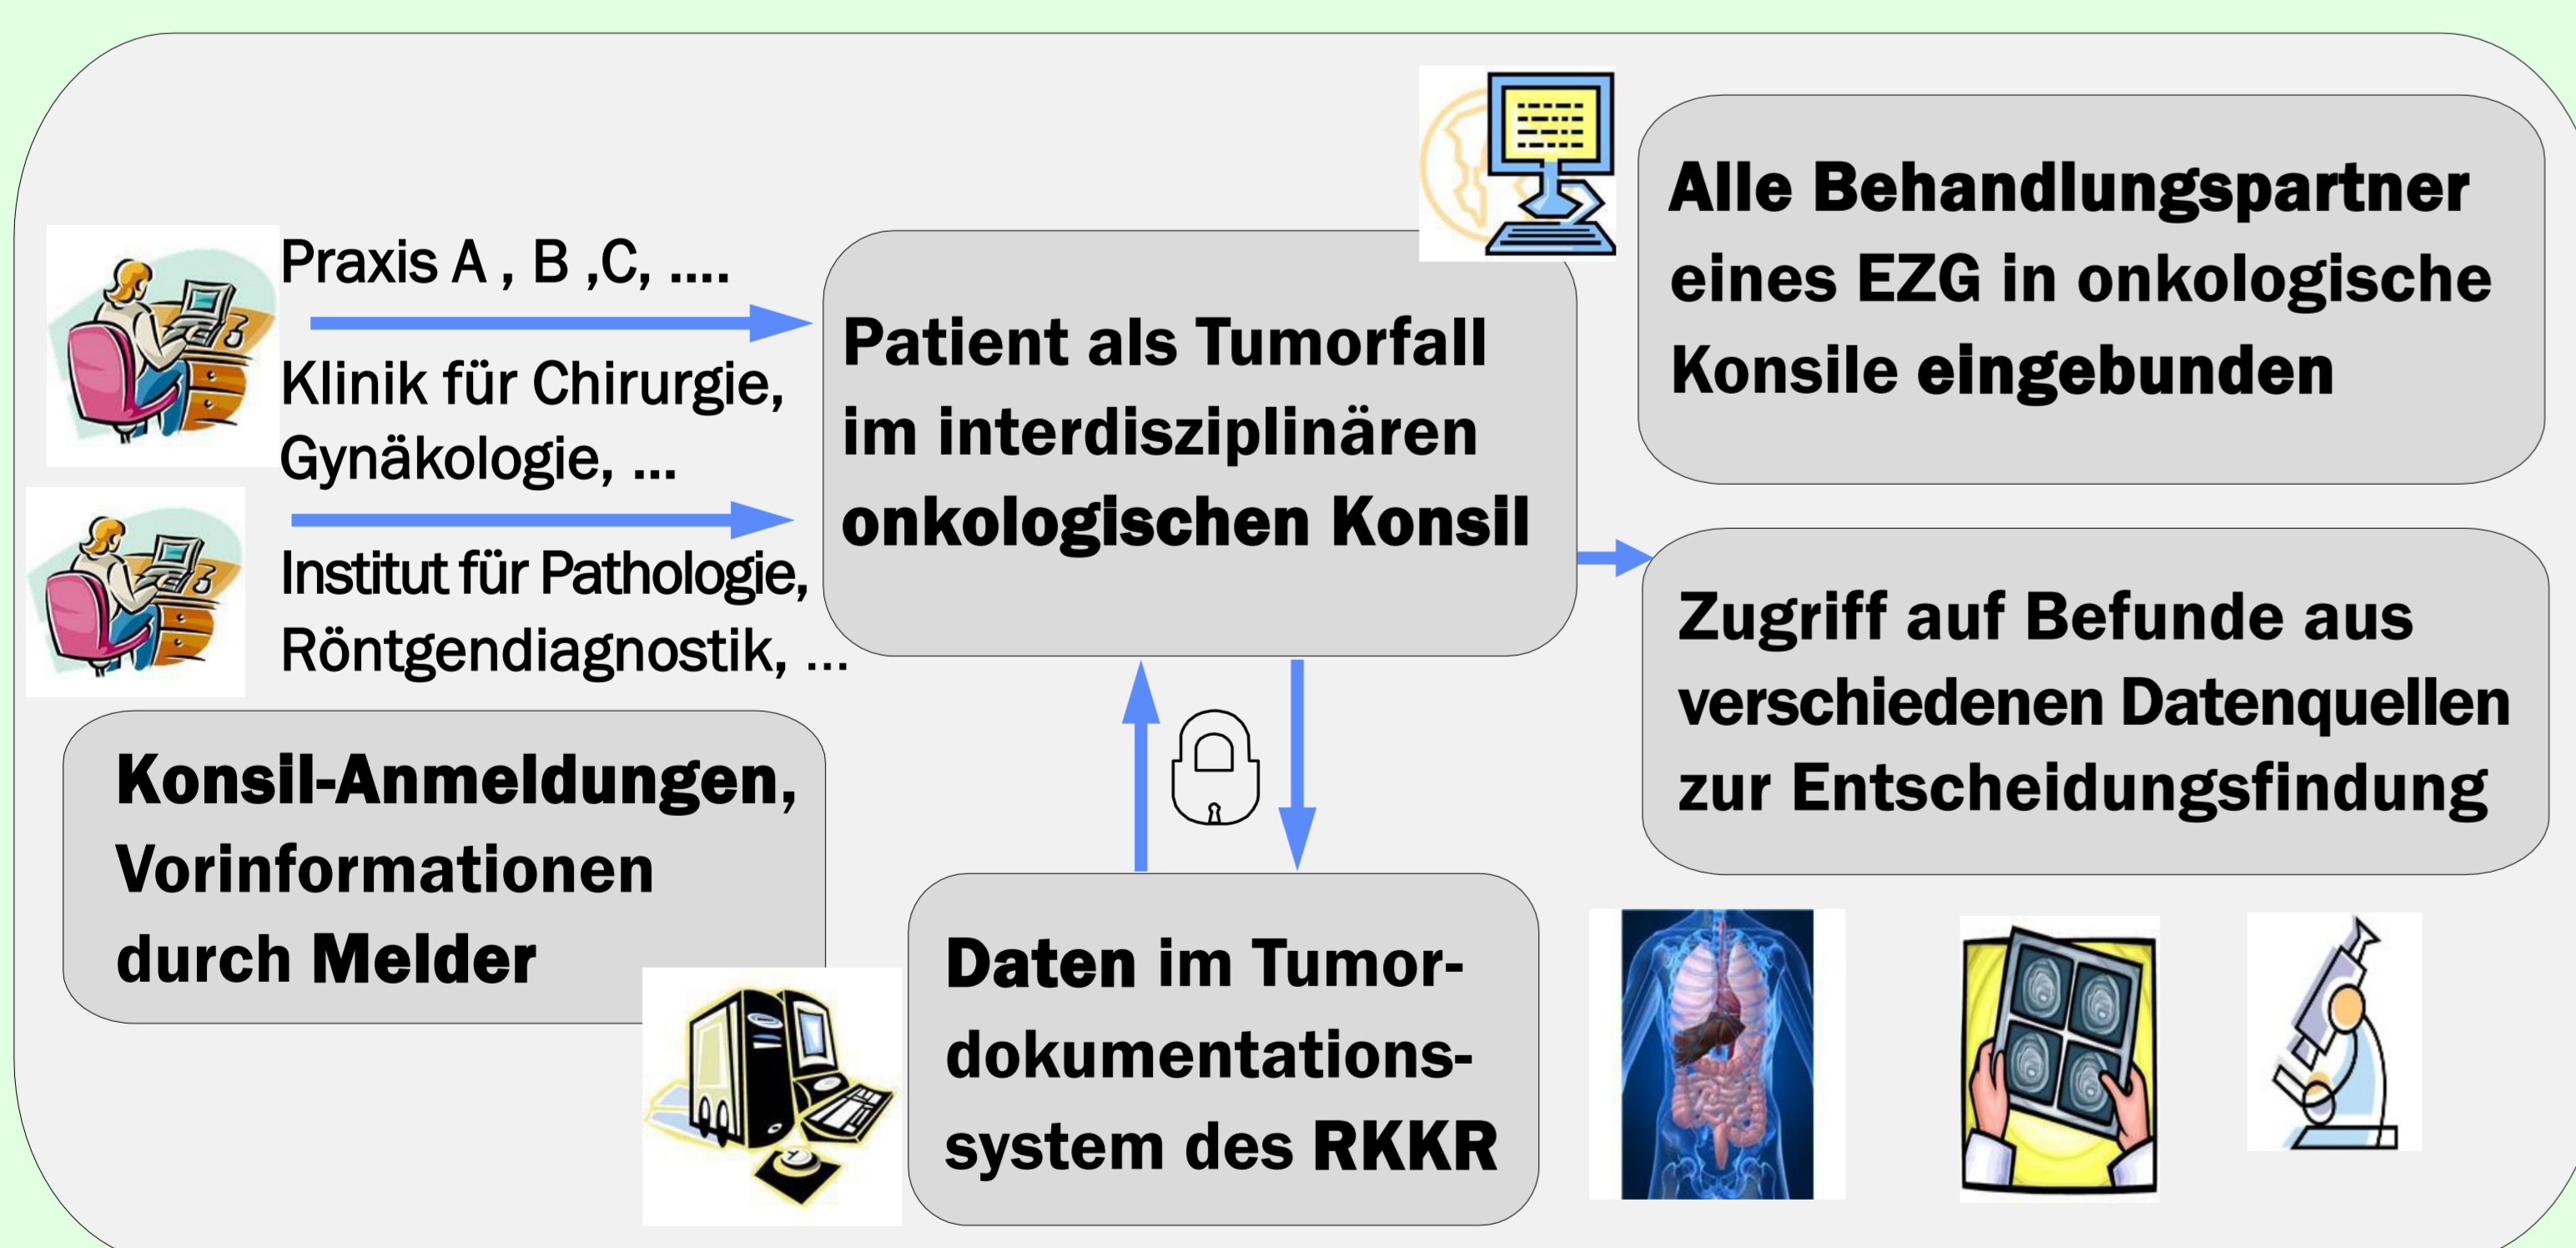 Praxis A , B ,C, ....
Klinik für Chirurgie,
Gynäkologie, ...
Institut für Pathologie,
Röntgendiagnostik, ...
Konsil-Anmeldungen,
Vorinformationen
durch Melder
Patient als Tumorfall
im interdisziplinären
onkologischen Konsil
Daten im Tumor-
dokumentations-
system des RKKR
Alle Behandlungspartner
eines EZG in onkologische
Konsile eingebunden
Zugriff auf Befunde aus
verschiedenen Datenquellen
zur Entscheidungsfindung